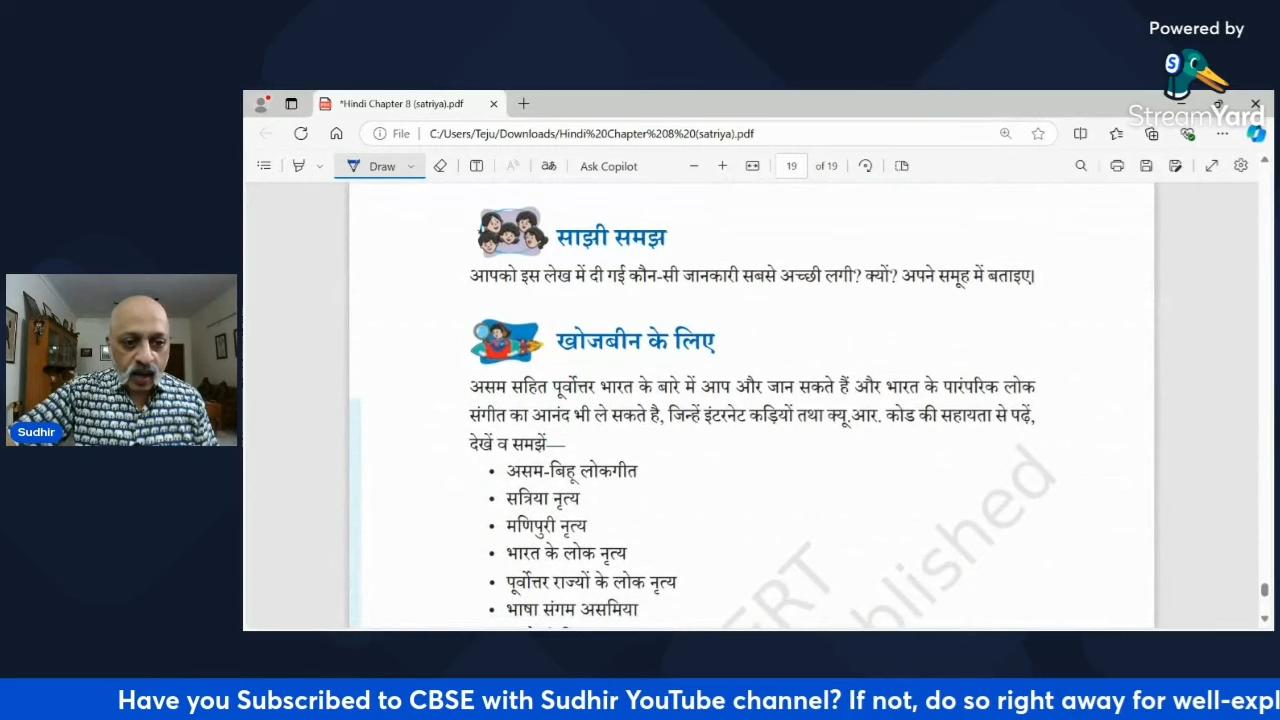 Powered by
S
StreamYard
*Hindi Chapter 8 (satriya).pdf
File
C:/Users/Teju/Downloads/Hindi%20Chapter%208%20(satriya).pdf
Draw
Ask Copilot
19 of 19
साझी समझ
आपको इस लेख में दी गई कौन-सी जानकारी सबसे अच्छी लगी? क्यों? अपने समूह में बताइए।
खोजबीन के लिए
असम सहित पूर्वोत्तर भारत के बारे में आप और जान सकते हैं और भारत के पारंपरिक लोक
संगीत का आनंद भी ले सकते है, जिन्हें इंटरनेट कड़ियों तथा क्यू.आर. कोड की सहायता से पढ़ें,
देखें व समझें—
• असम-बिहू लोकगीत
• सत्रिया नृत्य
• मणिपुरी नृत्य
• भारत के लोक नृत्य
• पूर्वोत्तर राज्यों के लोक नृत्य
• भाषा संगम असमिया
Sudhir
Have you Subscribed to CBSE with Sudhir YouTube channel? If not, do so right away for well-expl